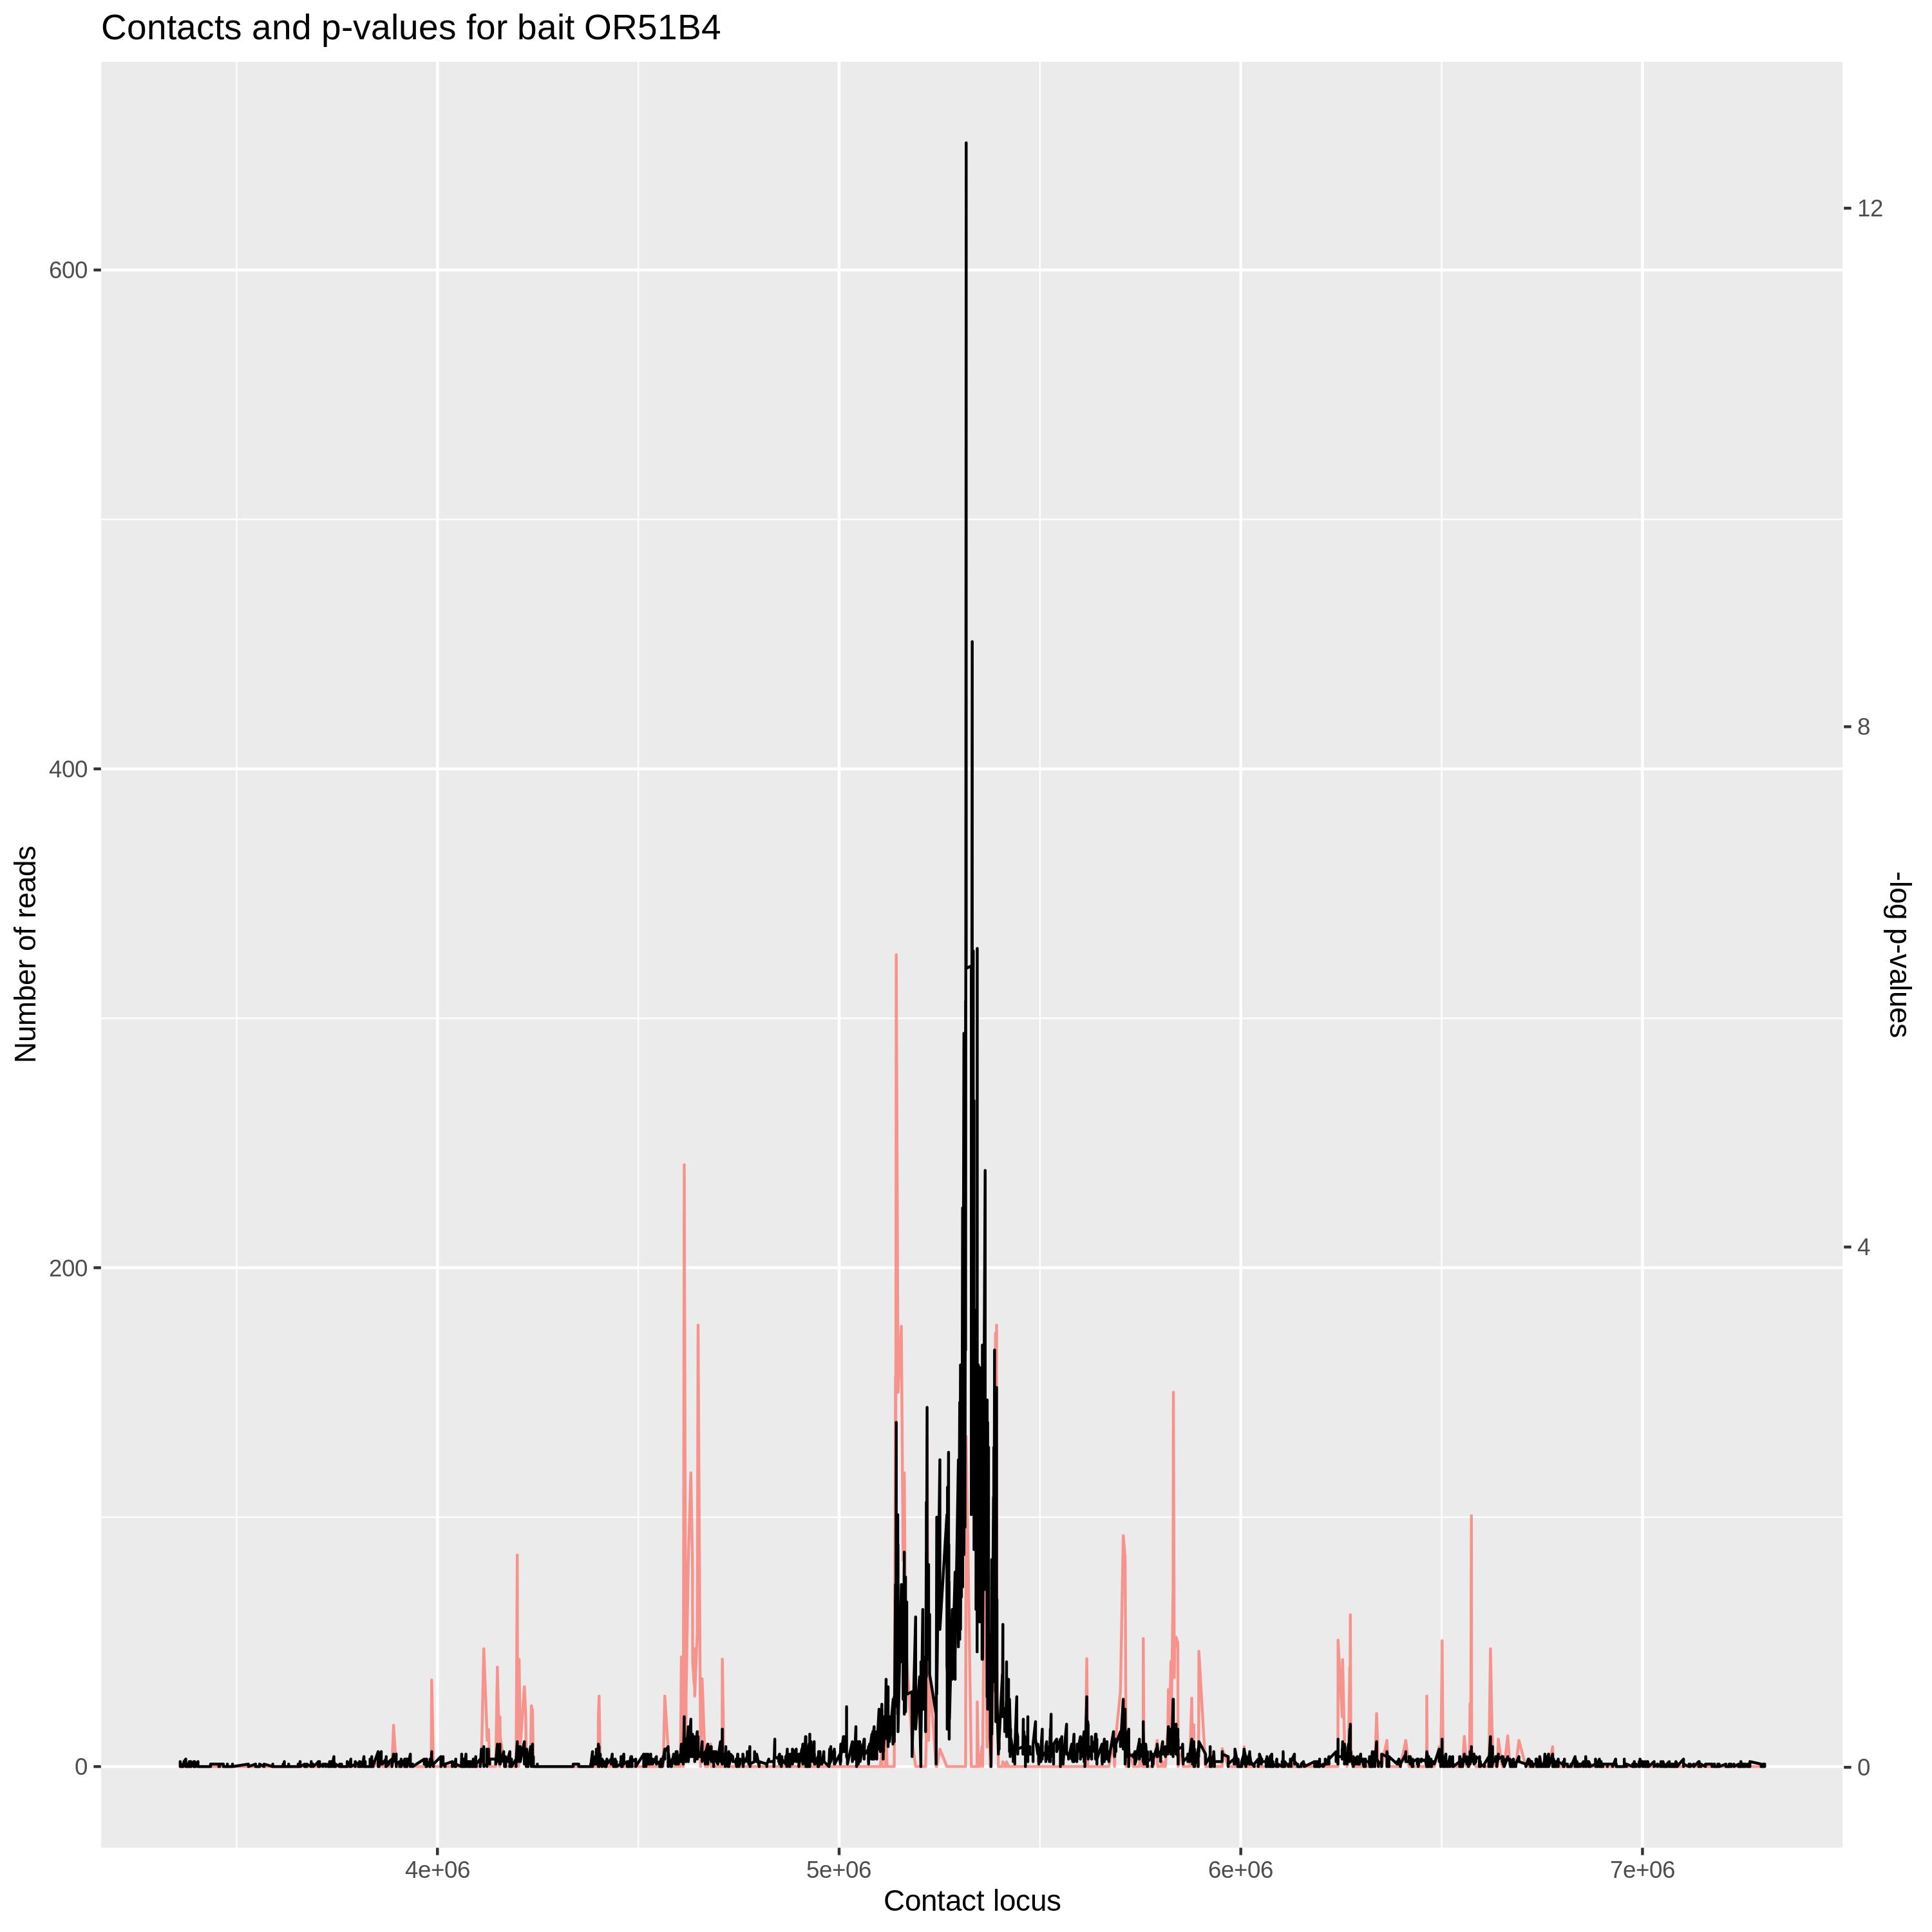 Contacts and p-values for bait OR51B4
12
600
8
400
Number of reads
-log p-values
4
200
0
0
4e+06
5e+06
6e+06
7e+06
Contact locus